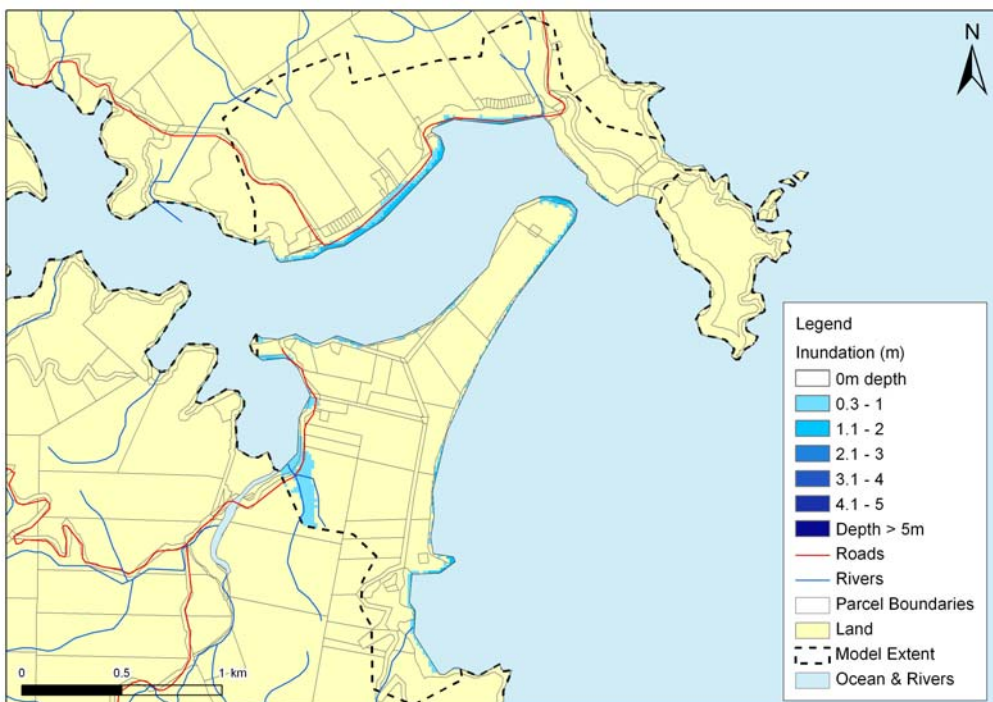 N
Legend
Inundation (m)
0m depth
0.3 - 1
1.1 - 2
2.1 - 3
3.1 - 4
4.1 - 5
Depth > 5m
Roads
Rivers
Parcel Boundaries
Land
Model Extent
Ocean & Rivers
0 0.5 1 km